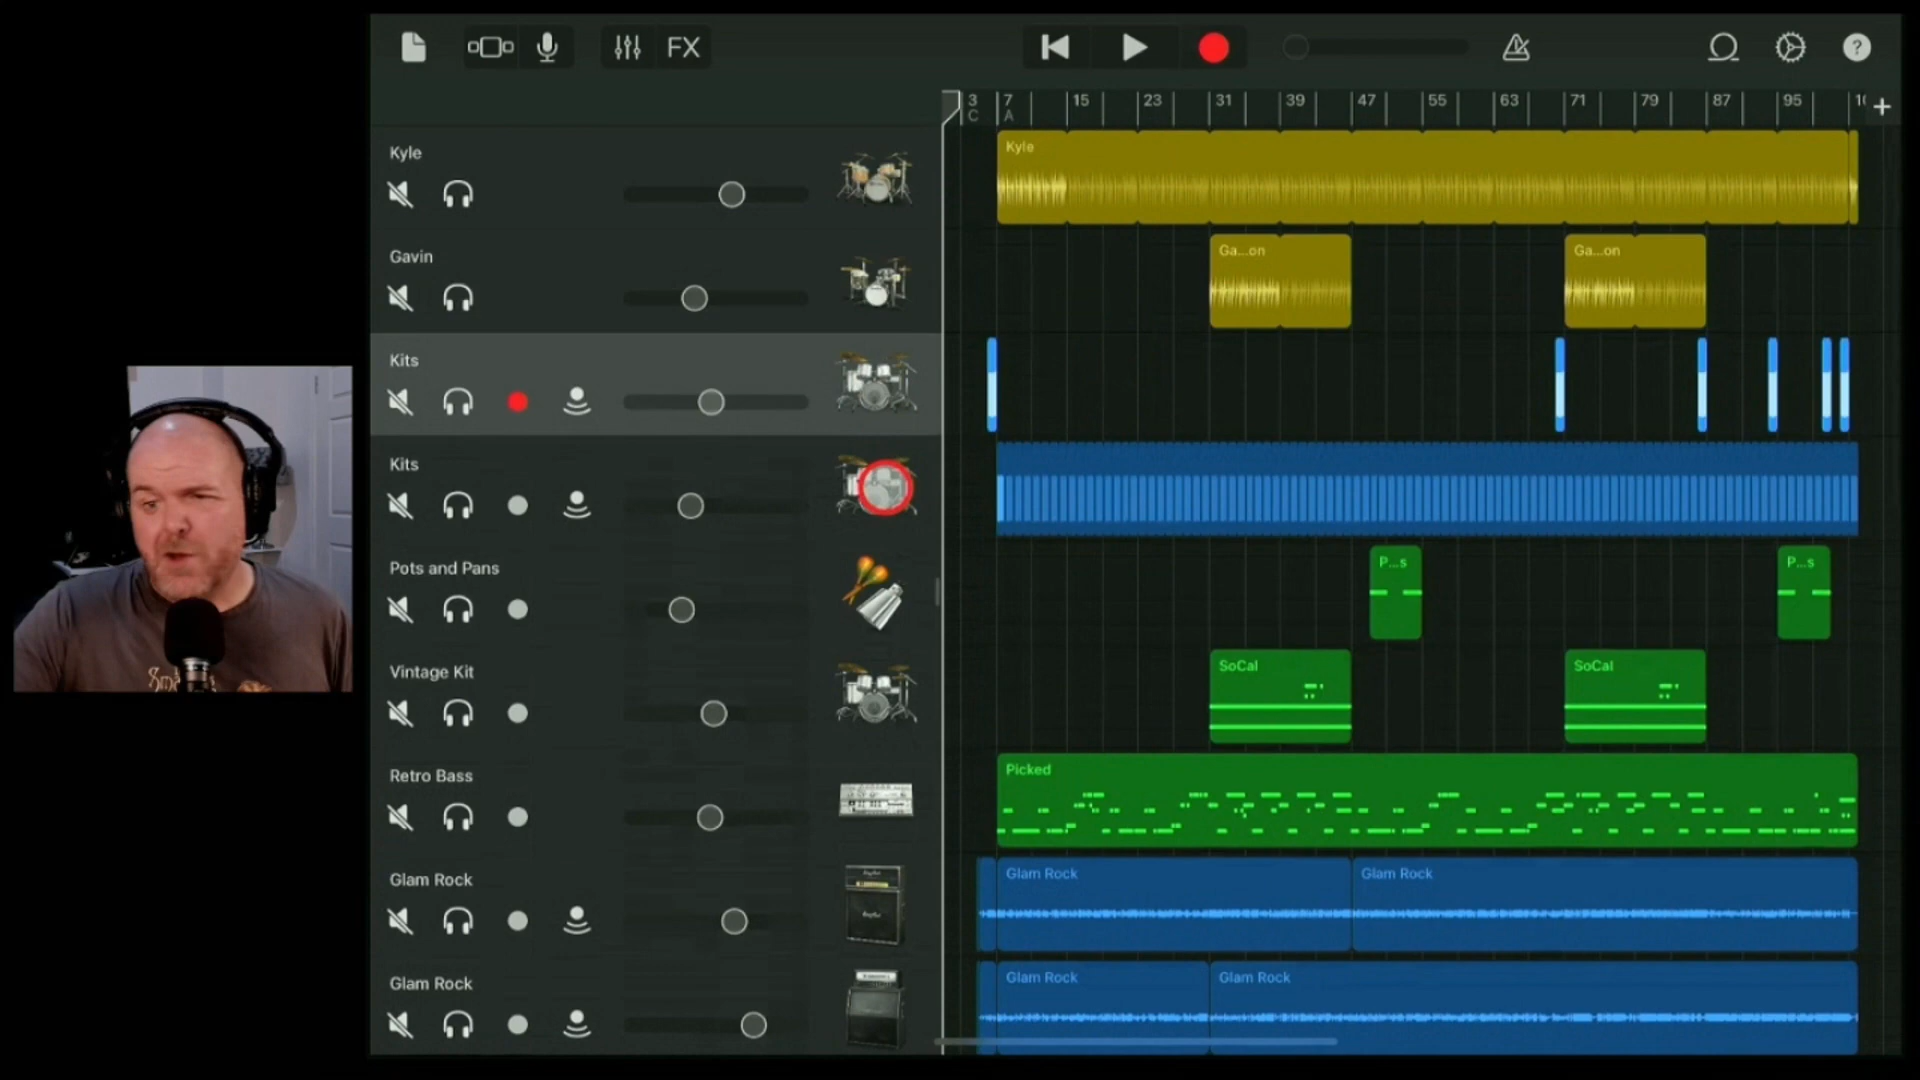 FX
?
3 7 15 23 31 39 47 55 63 71 79 87 95
C A
+
Kyle
Kyle
Gavin
Ga...on
Ga...on
Kits
Kits
Pots and Pans
P...s
P...s
Vintage Kit
SoCal
SoCal
Retro Bass
Picked
Glam Rock
Glam Rock
Glam Rock
Glam Rock
Glam Rock
Glam Rock